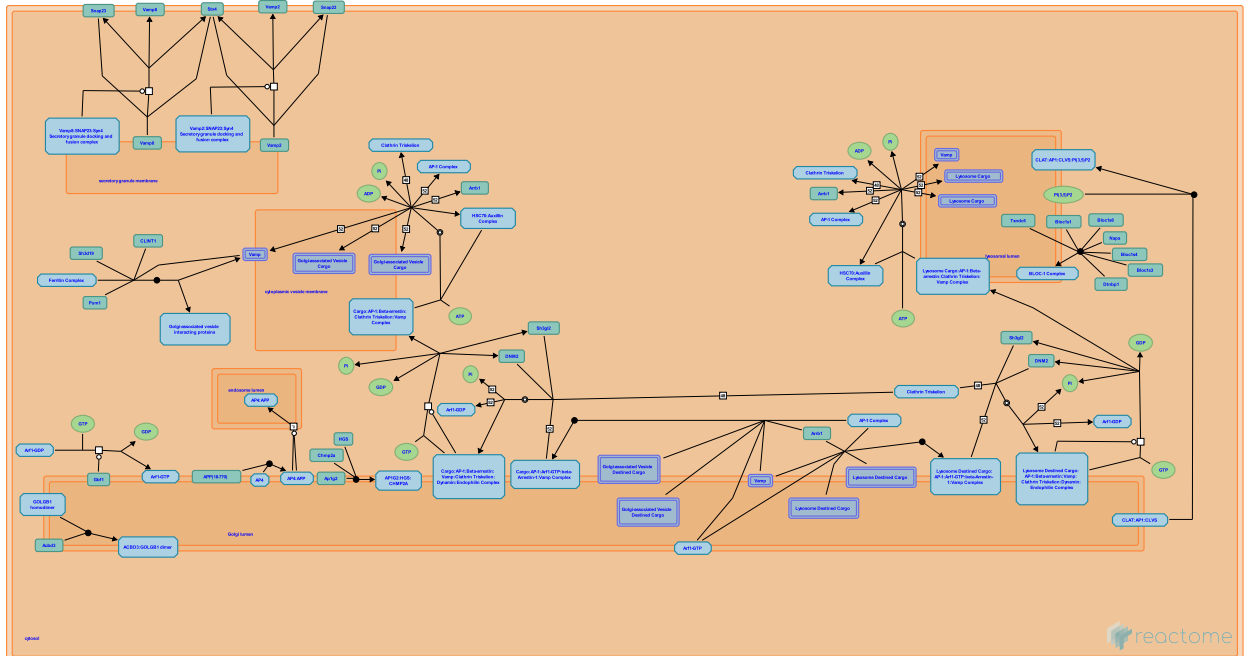 Snap23
Vamp8
Stx4
Vamp2
Snap23
Vamp8:SNAP23:Syn4
Secretory granule docking and
fusion complex
Vamp8
Vamp2:SNAP23:Syn4
Secretory granule docking and
fusion complex
Vamp2
secretory granule membrane
Clathrin Triskelion
Pi
AP-1 Complex
ADP
Arrb1
HSC70:Auxilin
Complex
CLINT1
Sh3d19
Vamp
Ferritin Complex
Golgi-associated Vesicle
Cargo
Golgi-associated Vesicle
Cargo
cytoplasmic vesicle membrane
Golgi-associated vesicle
interacting proteins
Cargo:AP-1:Beta-arrestin:
Clathrin Triskelion:Vamp
Complex
ATP
Sh3gl2
DNM2
Pi
GDP
Pi
Arf1-GDP
GTP
endosome lumen
AP4:APP
GTP
GDP
Arf1-GDP
Gbf1
Arf1-GTP
APP(18-770)
AP4
AP4:APP
HGS
Chmp2a
Ap1g2
AP1G2:HGS:
CHMP2A
Cargo:AP-1:Beta-arrestin:
Vamp:Clathrin Triskelion:
Dynamin:Endophilin Complex
Cargo:AP-1:Arf1-GTP:beta-
Arrestin-1:Vamp Complex
GOLGB1
homodimer
Acbd3
ACBD3:GOLGB1 dimer
Golgi lumen
Golgi-associated Vesicle
Destined Cargo
Golgi-associated Vesicle
Destined Cargo
Arf1-GTP
Vamp
Arrb1
AP-1 Complex
Lysosome Destined Cargo
Lysosome Destined Cargo
Lysosome Destined Cargo:
AP-1:Arf1-GTP:beta-Arrestin-
1:Vamp Complex
Lysosome Destined Cargo:
AP-1:Beta-arrestin:Vamp:
Clathrin Triskelion:Dynamin:
Endophilin Complex
Clathrin Triskelion
Sh3gl2
DNM2
Pi
Arf1-GDP
GDP
GTP
CLAT:AP1:CLVS
ADP
Pi
Clathrin Triskelion
Arrb1
AP-1 Complex
HSC70:Auxilin
Complex
ATP
Vamp
Lysosome Cargo
Lysosome Cargo
lysosomal lumen
Lysosome Cargo:AP-1:Beta-
arrestin:Clathrin Triskelion:
Vamp Complex
CLAT:AP1:CLVS:PI(3,5)P2
PI(3,5)P2
Txndc5
Bloc1s1
Bloc1s6
Napa
Bloc1s4
Bloc1s3
Dtnbp1
BLOC-1 Complex
cytosol
reactome